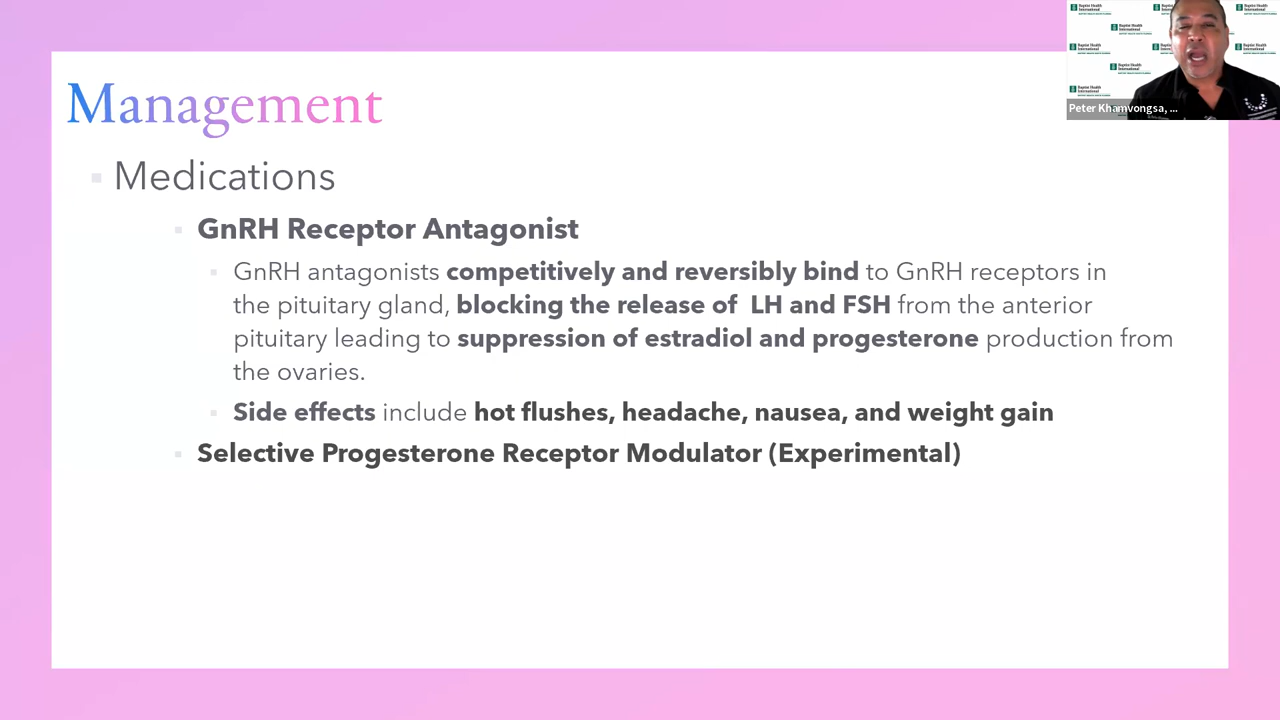 Management
Medications
GnRH Receptor Antagonist
GnRH antagonists competitively and reversibly bind to GnRH receptors in
the pituitary gland, blocking the release of LH and FSH from the anterior
pituitary leading to suppression of estradiol and progesterone production from
the ovaries.
Side effects include hot flushes, headache, nausea, and weight gain
Selective Progesterone Receptor Modulator (Experimental)
Baptist Health
International
Peter Khamvongsa, ...